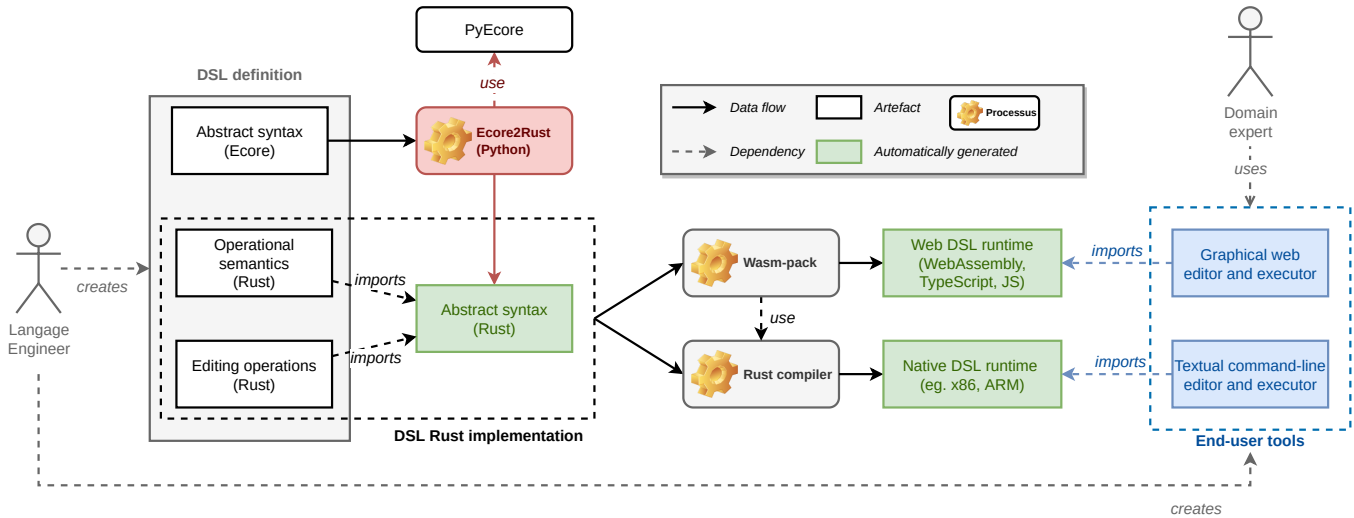 PyEcore
DSL definition
use
Abstract syntax
(Ecore)
Ecore2Rust
(Python)
Data flow
Artefact
Processus
Dependency
Automatically generated
Domain
expert
uses
Operational
semantics
(Rust)
imports
Abstract syntax
(Rust)
Editing operations
(Rust)
imports
DSL Rust implementation
creates
Langage
Engineer
Wasm-pack
use
Rust compiler
Web DSL runtime
(WebAssembly,
TypeScript, JS)
Native DSL runtime
(eg. x86, ARM)
imports
imports
Graphical web
editor and executor
Textual command-line
editor and executor
End-user tools
creates